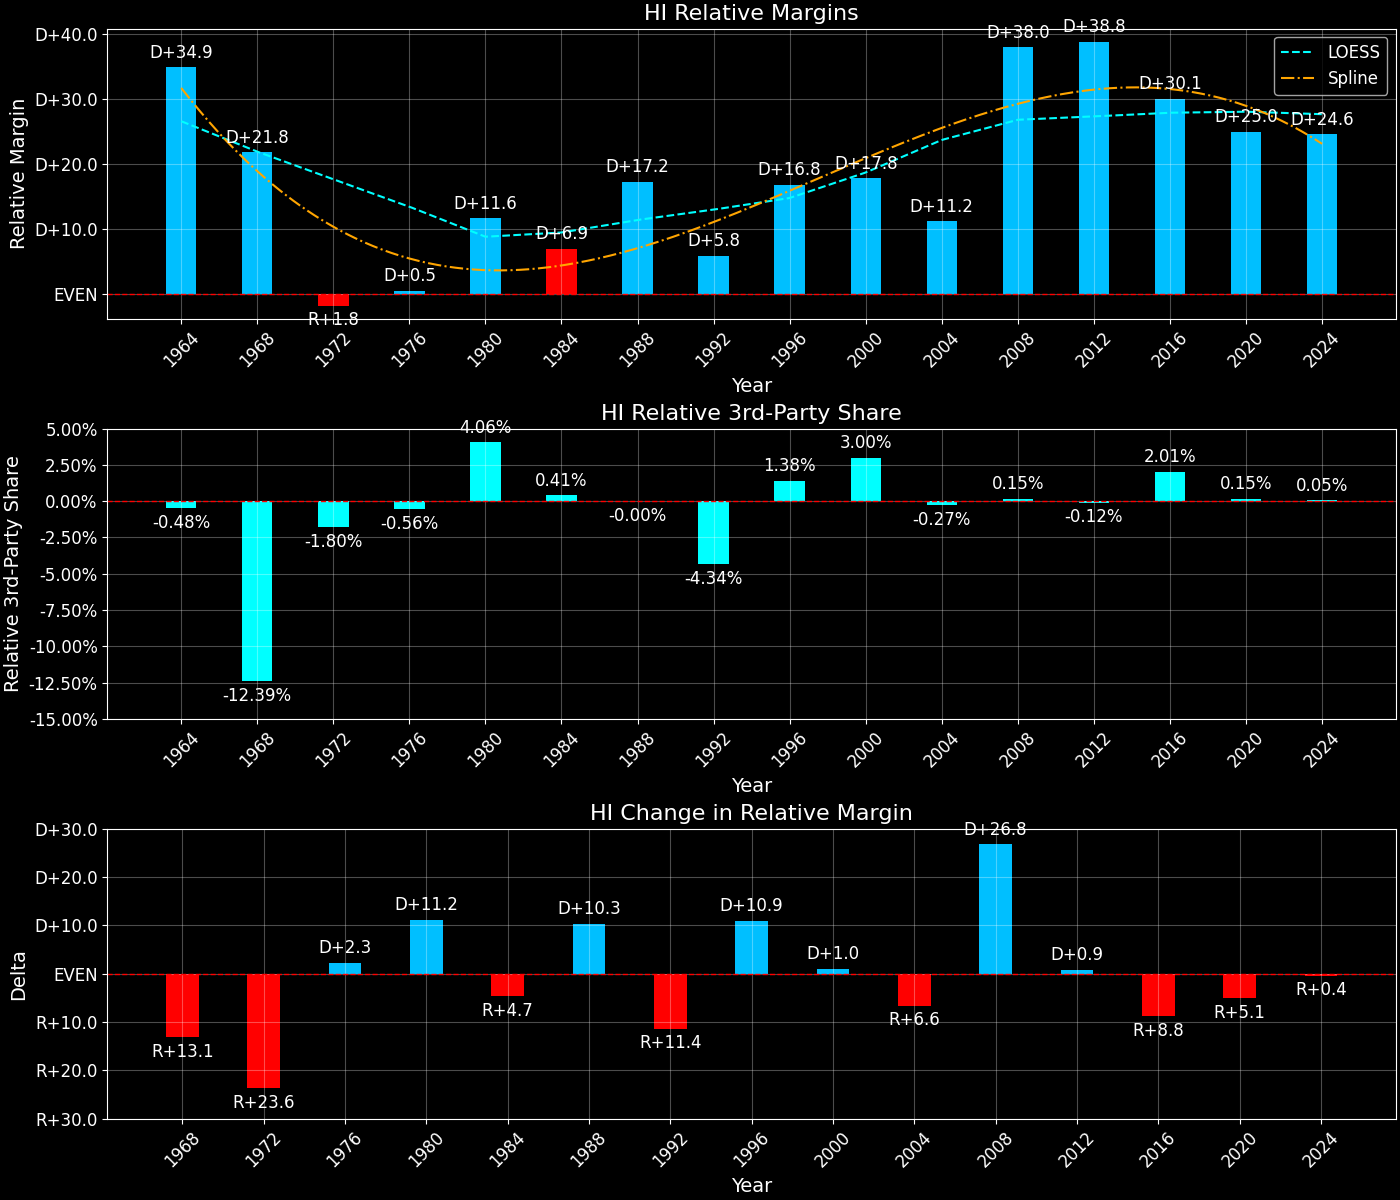 HI Relative Margins
Relative Margin
D+40.0
D+30.0
D+20.0
D+10.0
EVEN
D+34.9
D+21.8
R+1.8
D+0.5
D+11.6
D+6.9
D+17.2
D+5.8
D+16.8
D+17.8
D+11.2
D+38.0
D+38.8
D+30.1
D+25.0
D+24.6
LOESS
Spline
1964
1968
1972
1976
1980
1984
1988
1992
1996
2000
2004
2008
2012
2016
2020
2024
Year
HI Relative 3rd-Party Share
Relative 3rd-Party Share
5.00%
2.50%
0.00%
-2.50%
-5.00%
-7.50%
-10.00%
-12.50%
-15.00%
-0.48%
-12.39%
-1.80%
-0.56%
4.06%
0.41%
-0.00%
-4.34%
1.38%
3.00%
-0.27%
0.15%
-0.12%
2.01%
0.15%
0.05%
1964
1968
1972
1976
1980
1984
1988
1992
1996
2000
2004
2008
2012
2016
2020
2024
Year
HI Change in Relative Margin
Delta
D+30.0
D+20.0
D+10.0
EVEN
R+10.0
R+20.0
R+30.0
R+13.1
R+23.6
D+2.3
D+11.2
R+4.7
D+10.3
R+11.4
D+10.9
D+1.0
R+6.6
D+26.8
D+0.9
R+8.8
R+5.1
R+0.4
1968
1972
1976
1980
1984
1988
1992
1996
2000
2004
2008
2012
2016
2020
2024
Year